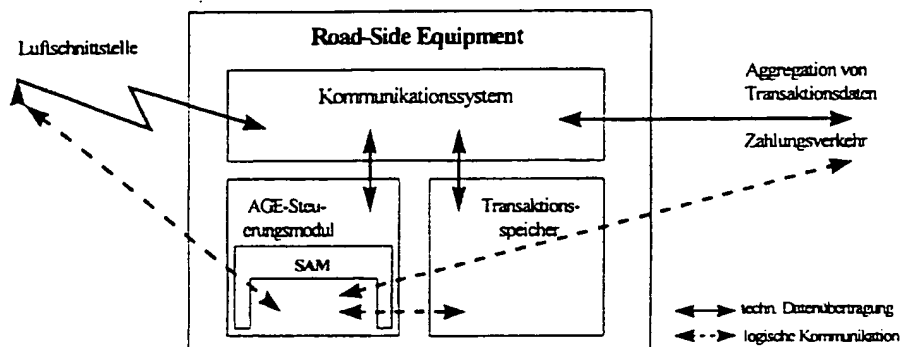 Road-Side Equipment
Luftschnittstelle
Kommunikationssystem
Aggregation von
Transaktionsdaten
Zahlungsverkehr
AGE-Steu-
erungsmodul
SAM
Transaktions-
speicher
techn. Datenübertragung
logische Kommunikation